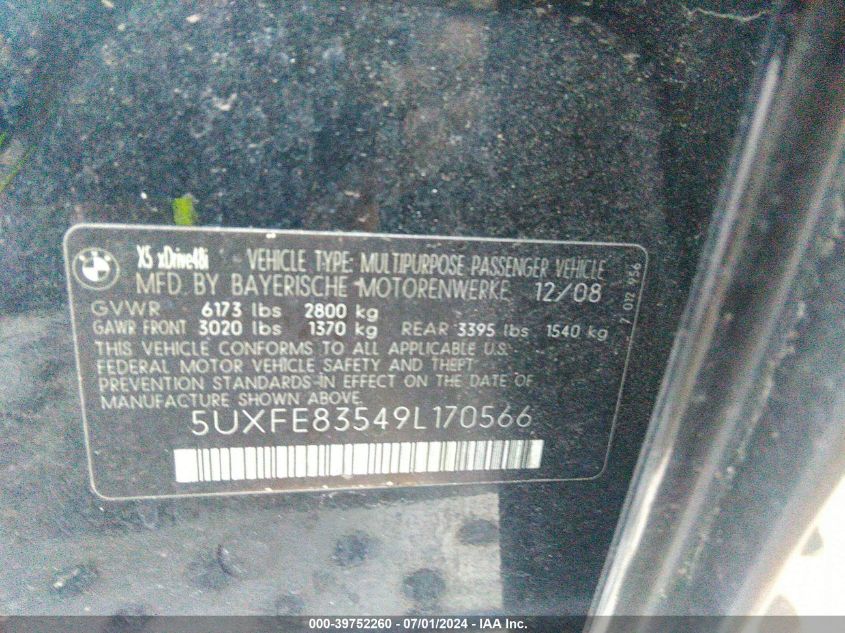 X5 xDrive48i VEHICLE TYPE: MULTIPURPOSE PASSENGER VEHICLE
MFD. BY BAYERISCHE MOTORENWERKE 12/08
GVWR 6173 lbs 2800 kg
GAWR FRONT 3020 lbs 1370 kg REAR 3395 lbs 1540 kg
THIS VEHICLE CONFORMS TO ALL APPLICABLE U.S.
FEDERAL MOTOR VEHICLE SAFETY AND THEFT
PREVENTION STANDARDS IN EFFECT ON THE DATE OF
MANUFACTURE SHOWN ABOVE.
5UXFE83549L170566
7 022 956
000-39752260 - 07/01/2024 - IAA Inc.